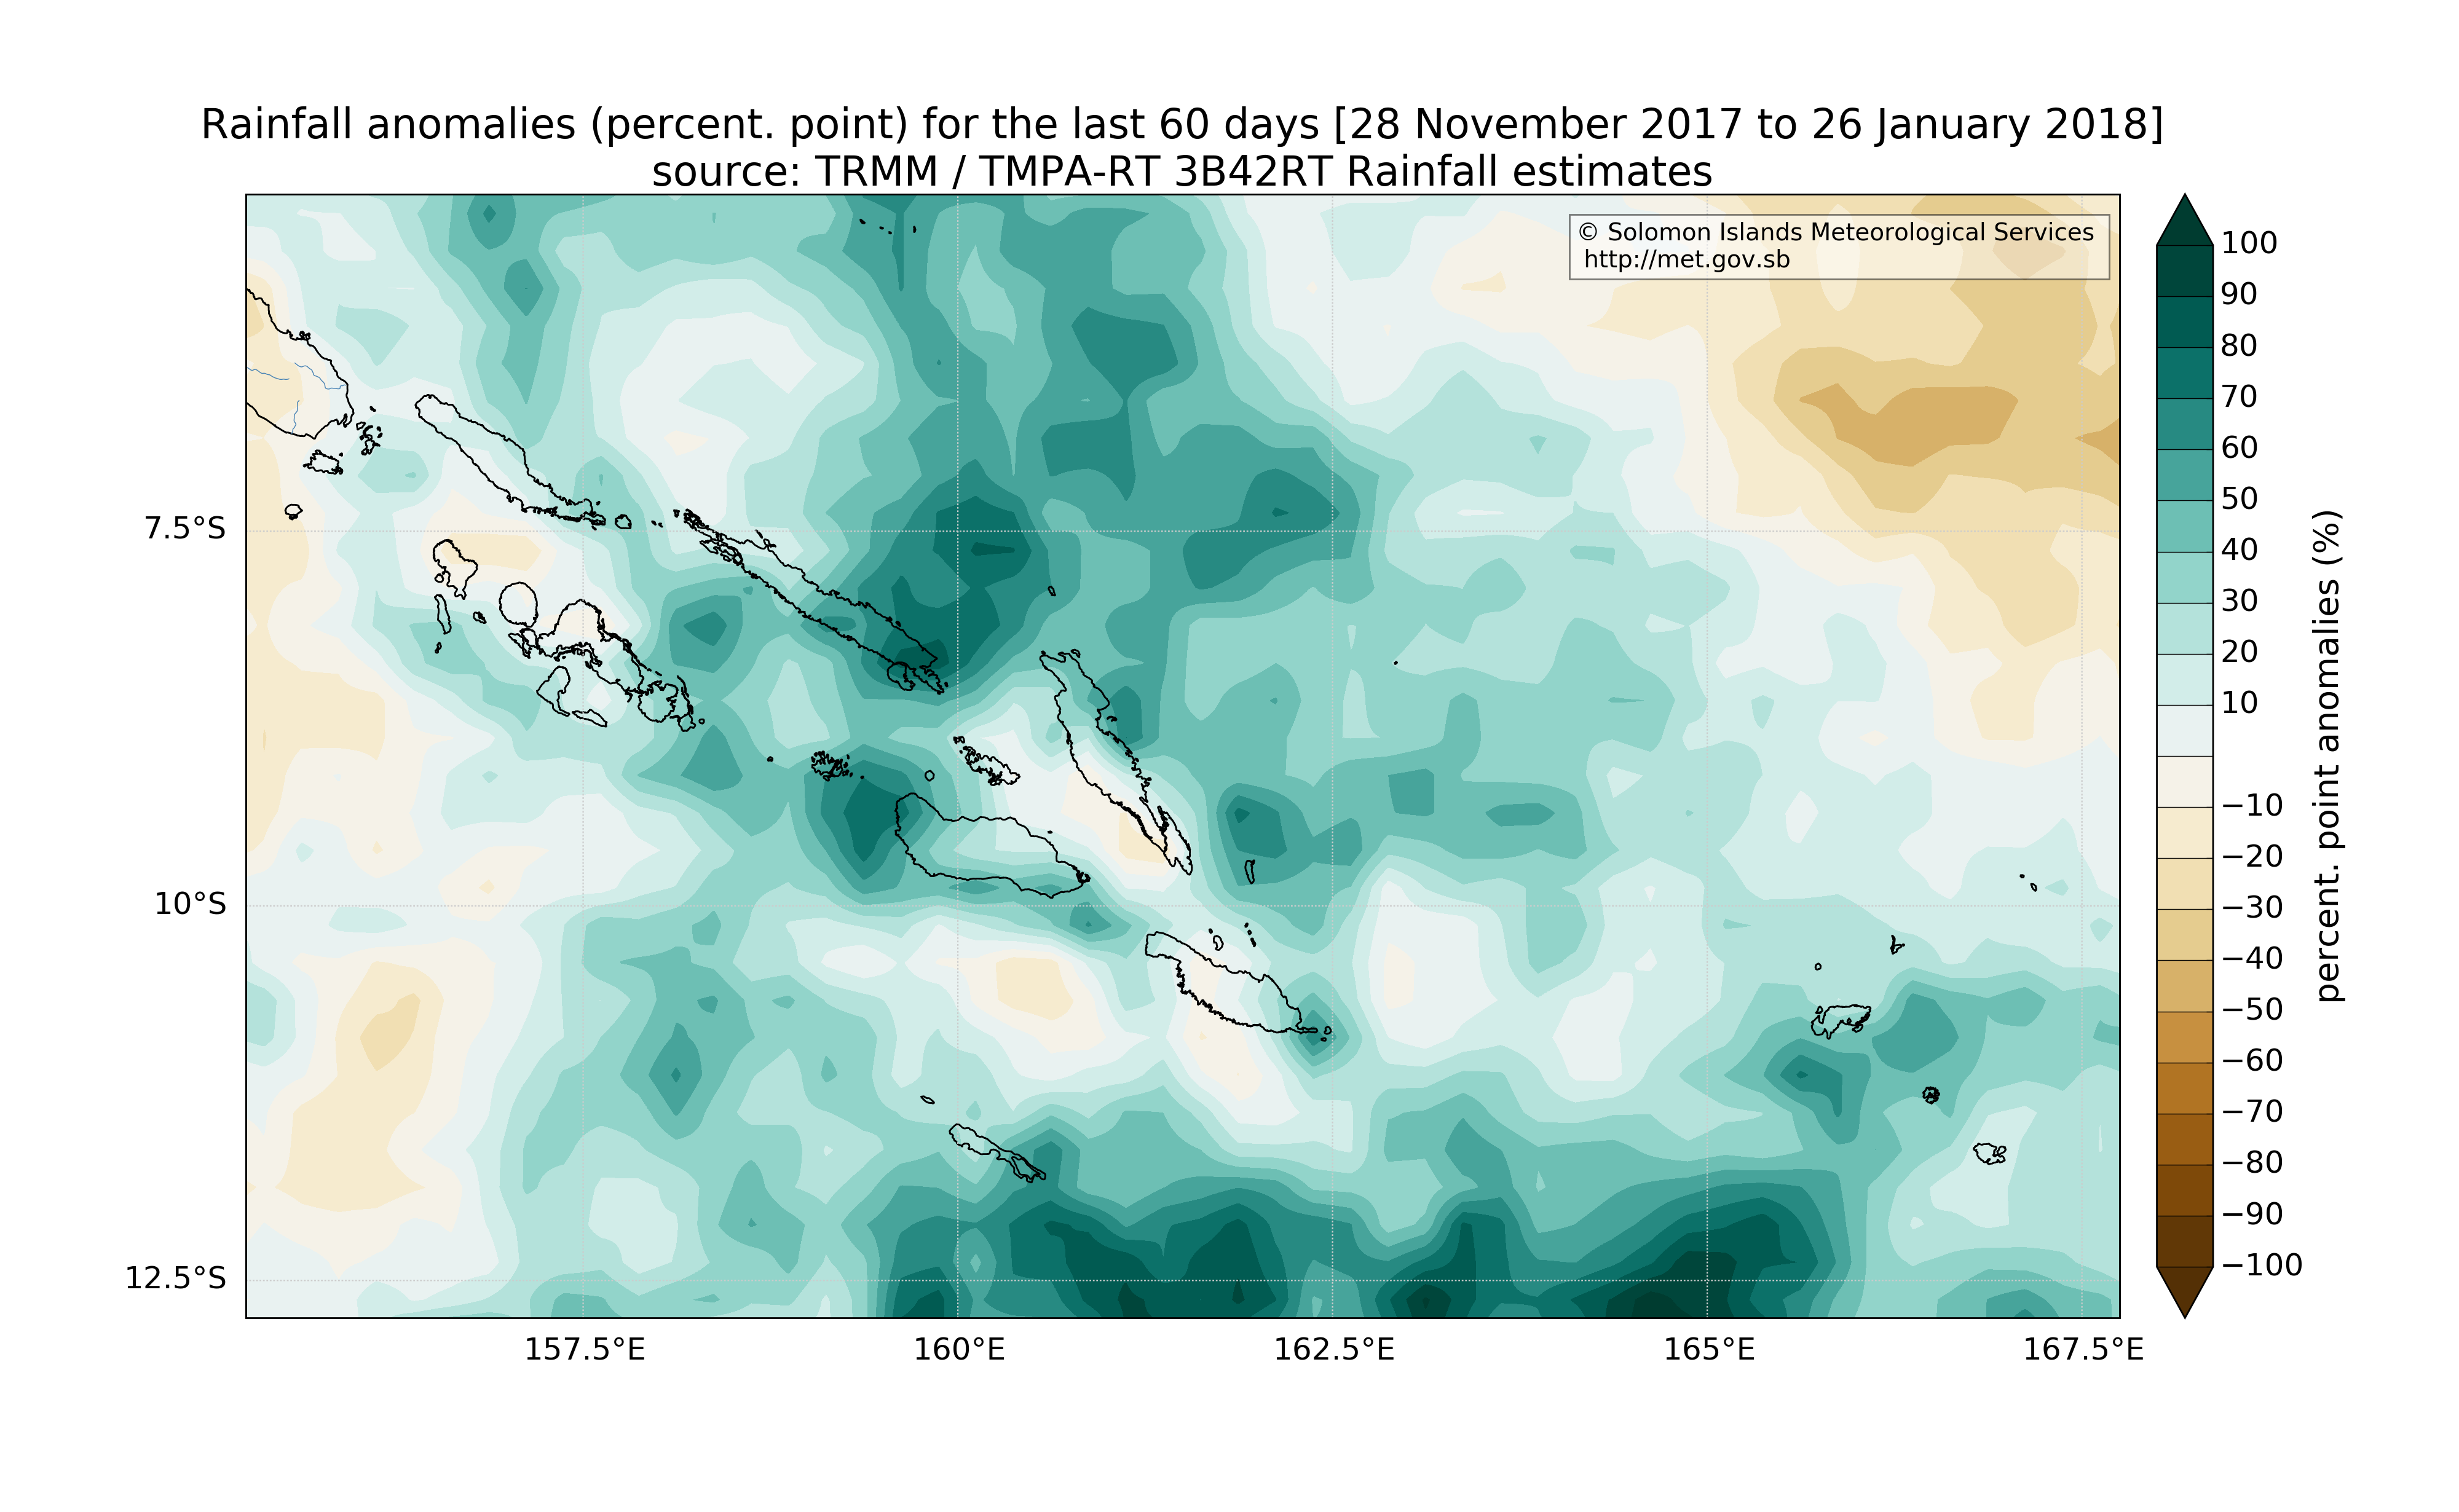 Rainfall anomalies (percent. point) for the last 60 days [28 November 2017 to 26 January 2018]
source: TRMM / TMPA-RT 3B42RT Rainfall estimates
© Solomon Islands Meteorological Services
http://met.gov.sb
7.5°S
10°S
12.5°S
157.5°E
160°E
162.5°E
165°E
167.5°E
100
90
80
70
60
50
40
30
20
10
−10
−20
−30
−40
−50
−60
−70
−80
−90
−100
percent. point anomalies (%)